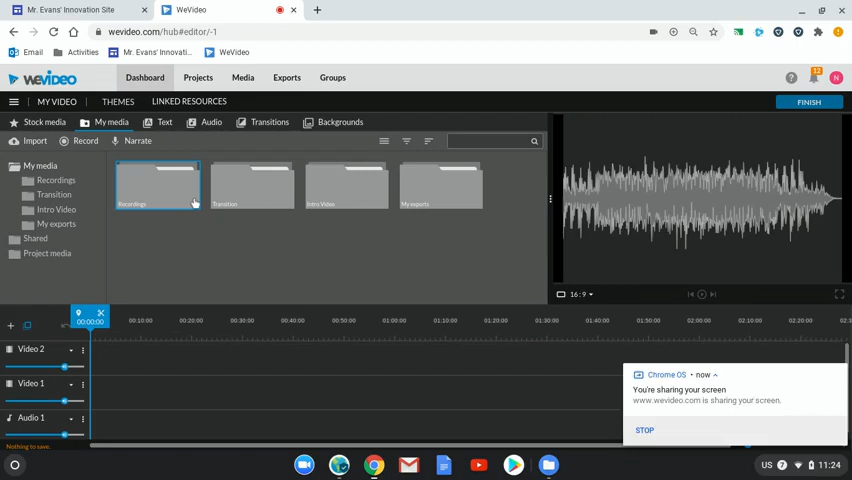 Mr. Evans' Innovation Site
WeVideo
wevideo.com/hub#editor/-1
Email
Activities
Mr. Evans' Innovati...
WeVideo
wevideo
Dashboard
Projects
Media
Exports
Groups
12
N
MY VIDEO
THEMES
LINKED RESOURCES
FINISH
Stock media
My media
Text
Audio
Transitions
Backgrounds
Import
Record
Narrate
My media
Recordings
Transition
Intro Video
My exports
Shared
Project media
Recordings
Transition
Intro Video
My exports
16:9
00:00:00
00:10:00
00:20:00
00:30:00
00:40:00
00:50:00
01:00:00
01:10:00
01:20:00
01:30:00
01:40:00
01:50:00
02:00:00
02:10:00
02:20:00
02:3
Video 2
Video 1
Audio 1
Nothing to save.
Chrome OS • now
You're sharing your screen
www.wevideo.com is sharing your screen.
STOP
US 7 11:24